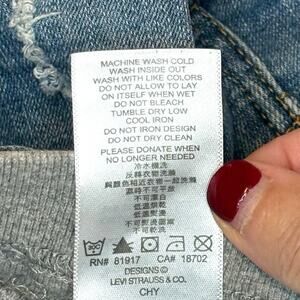 MACHINE WASH COLD
WASH INSIDE OUT
WASH WITH LIKE COLORS
DO NOT ALLOW TO LAY
ON ITSELF WHEN WET
DO NOT BLEACH
TUMBLE DRY LOW
COOL IRON
DO NOT IRON DESIGN
DO NOT DRY CLEAN
PLEASE DONATE WHEN
NO LONGER NEEDED
冷水機洗
反轉衣物洗滌
與顏色相近衣物一起洗滌
濕時不可平放
不可漂白
低溫烘乾
低溫熨燙
不可熨燙圖案
不可乾洗
RN# 81917 CA# 18702
DESIGNS ©
LEVI STRAUSS & CO.
CHY